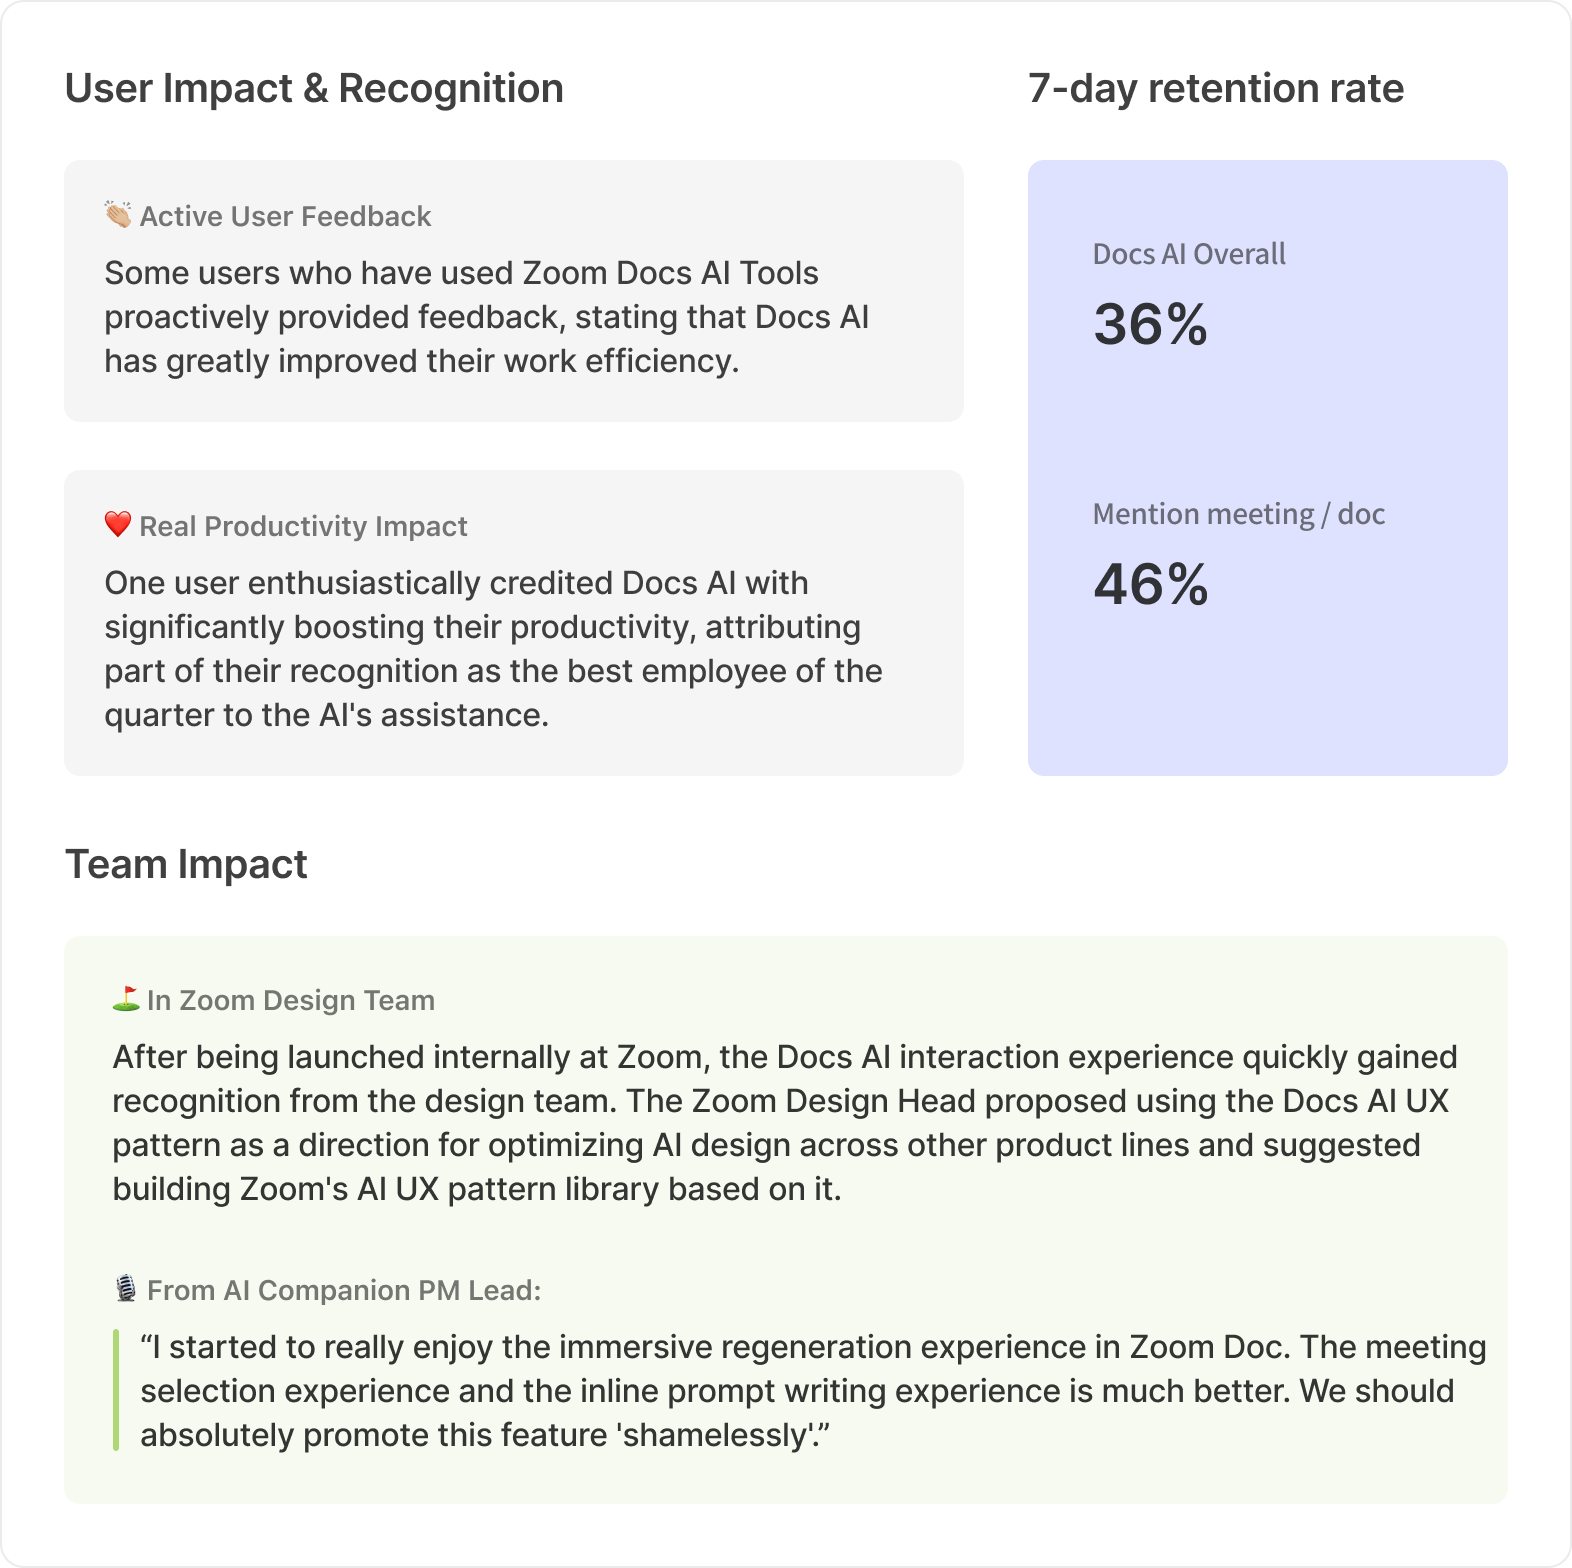 User Impact & Recognition
👏🏼 Active User Feedback
Some users who have used Zoom Docs AI Tools
proactively provided feedback, stating that Docs AI
has greatly improved their work efficiency.
❤️ Real Productivity Impact
One user enthusiastically credited Docs AI with
significantly boosting their productivity, attributing
part of their recognition as the best employee of the
quarter to the AI's assistance.
7-day retention rate
Docs AI Overall
36%
Mention meeting / doc
46%
Team Impact
⛳ In Zoom Design Team
After being launched internally at Zoom, the Docs AI interaction experience quickly gained
recognition from the design team. The Zoom Design Head proposed using the Docs AI UX
pattern as a direction for optimizing AI design across other product lines and suggested
building Zoom's AI UX pattern library based on it.
🎙️ From AI Companion PM Lead:
“I started to really enjoy the immersive regeneration experience in Zoom Doc. The meeting
selection experience and the inline prompt writing experience is much better. We should
absolutely promote this feature 'shamelessly'.”